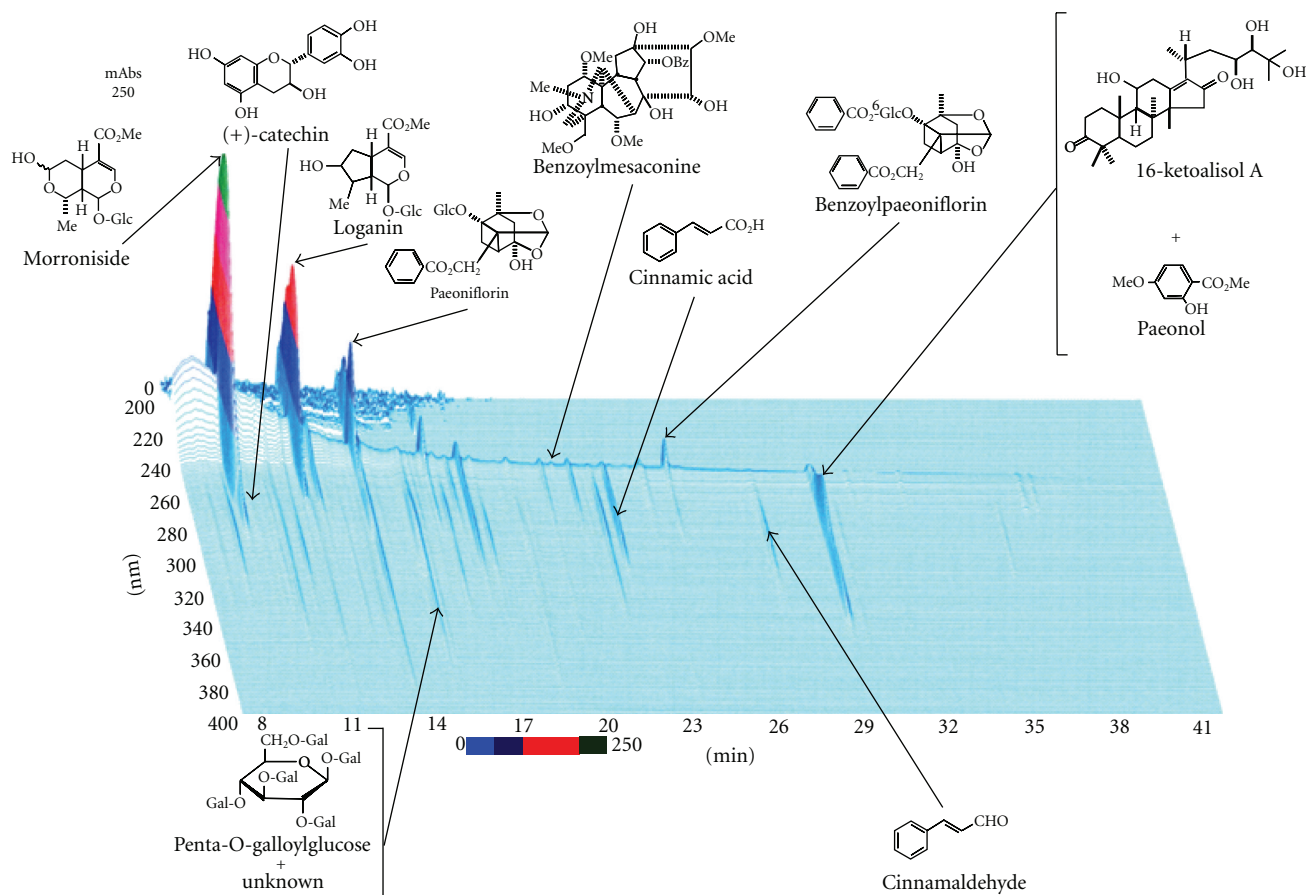 mAbs
250
OH
OH
HO
O
OH
OH
(+)-catechin
CO₂Me
HO
O
O
Me
H
H
O-Glc
Morroniside
CO₂Me
H
HO
O
H
Me
O-Glc
Loganin
GlcO
O
O
OH
CO₂CH₂
Paeoniflorin
OH
OMe
OMe
Me
OBz
Me
N
HO
OH
OH
MeO
OMe
Benzoylmesaconine
CO₂H
Cinnamic acid
CO₂-GlcO
6
O
O
OH
CO₂CH₂
Benzoylpaeoniflorin
H
OH
OH
OH
HO
O
H
O
16-ketoalisol A
+
MeO
CO₂Me
OH
Paeonol
0
200
220
240
260
280
300
320
340
360
380
400
(nm)
8 11 14 17 20 23 26 29 32 35 38 41
0 250
(min)
CH₂O-Gal
O
O-Gal
O-Gal
Gal-O
O-Gal
Penta-O-galloylglucose
+
unknown
CHO
Cinnamaldehyde